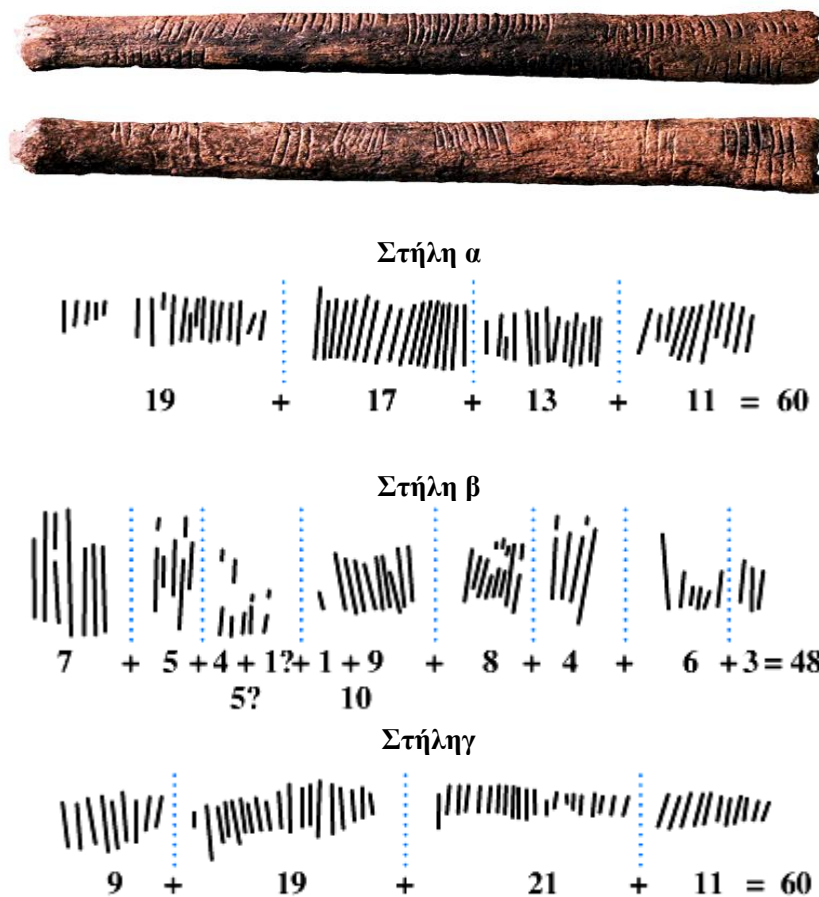 Στήλη α
19 + 17 + 13 + 11 = 60
Στήλη β
7 + 5 + 4 + 1? + 1 + 9 + 8 + 4 + 6 + 3 = 48
5? 10
Στήληγ
9 + 19 + 21 + 11 = 60